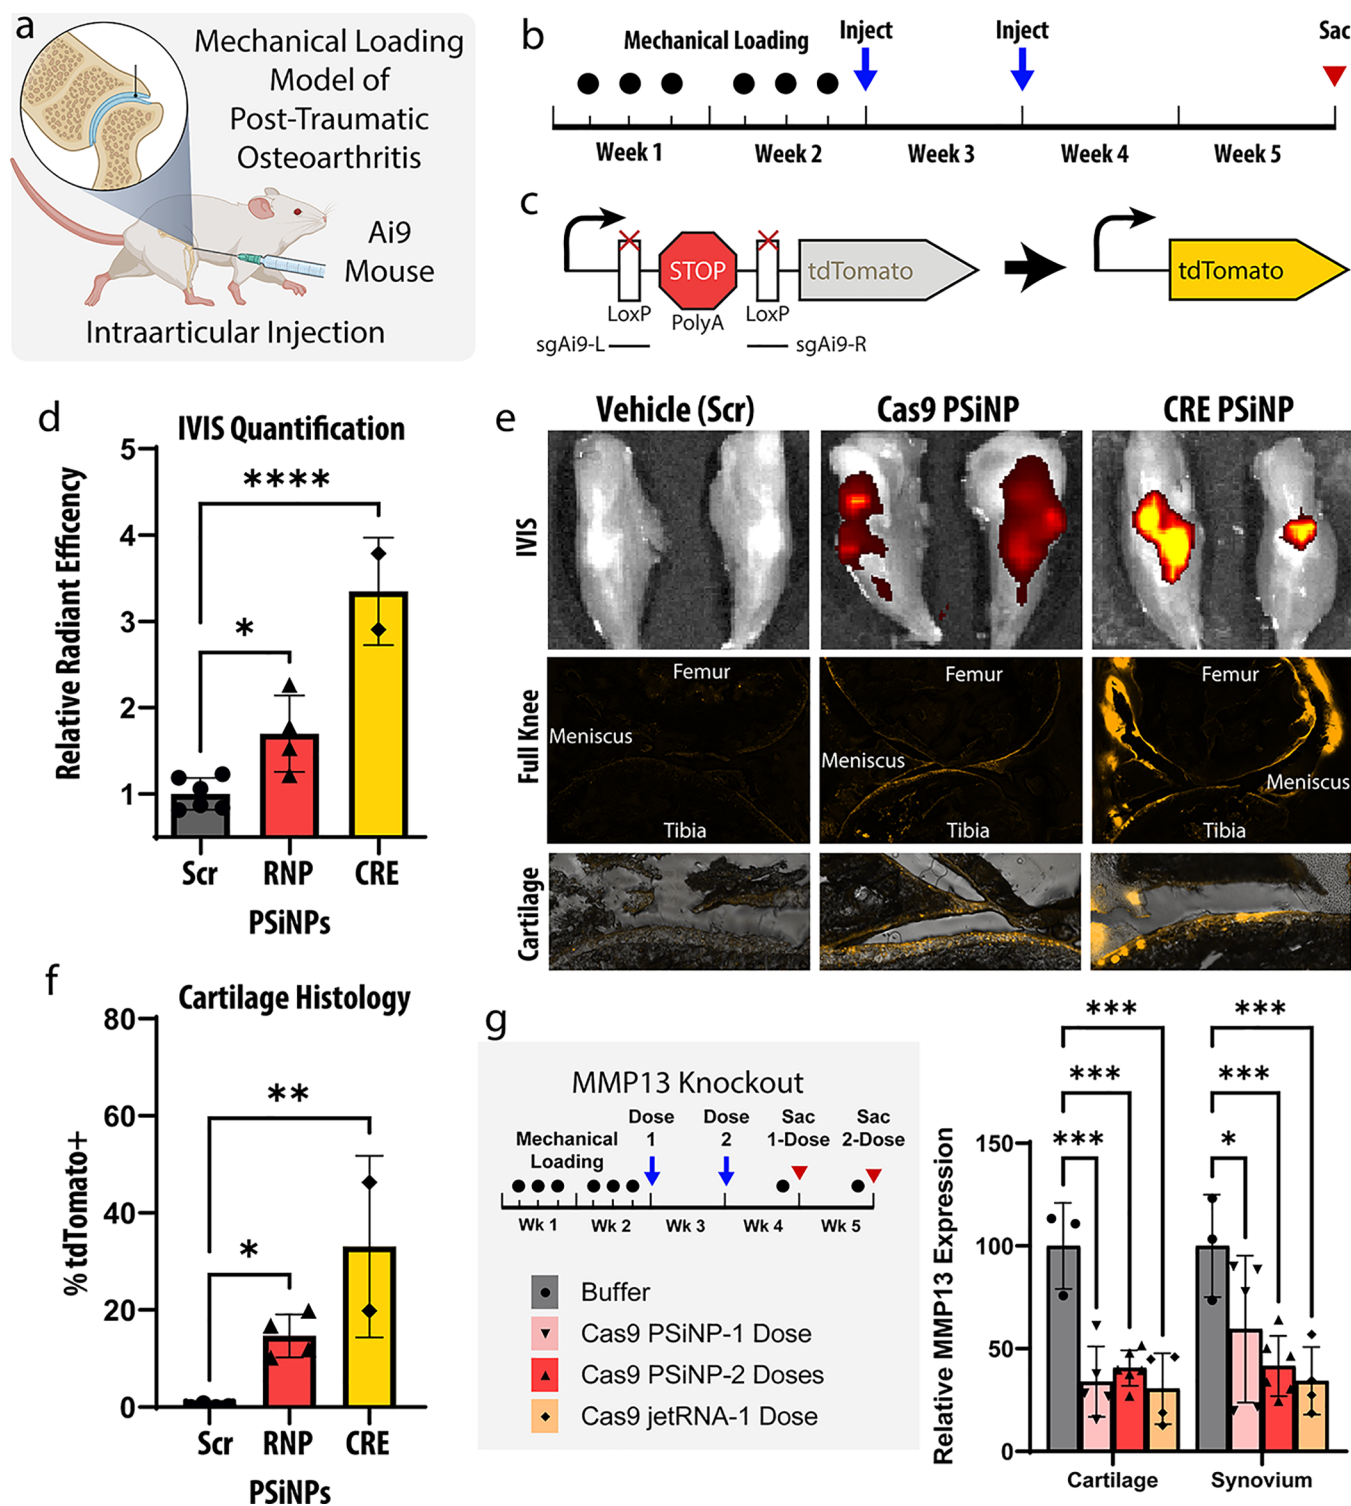 a
Mechanical Loading
Model of
Post-Traumatic
Osteoarthritis
Ai9
Mouse
Intraarticular Injection
b
Mechanical Loading
Inject
Inject
Sac
Week 1
Week 2
Week 3
Week 4
Week 5
c
STOP
tdTomato
tdTomato
LoxP
PolyA
LoxP
sgAi9-L
sgAi9-R
d
IVIS Quantification
Relative Radiant Efficency
5
4
3
2
1
****
*
Scr
RNP
CRE
PSiNPs
e
Vehicle (Scr)
Cas9 PSiNP
CRE PSiNP
IVIS
Full Knee
Femur
Meniscus
Tibia
Femur
Meniscus
Tibia
Femur
Meniscus
Tibia
Cartilage
f
Cartilage Histology
% tdTomato+
80
60
40
20
0
**
*
Scr
RNP
CRE
PSiNPs
g
MMP13 Knockout
Mechanical
Loading
Dose
1
Dose
2
Sac
1-Dose
Sac
2-Dose
Wk 1
Wk 2
Wk 3
Wk 4
Wk 5
Buffer
Cas9 PSiNP-1 Dose
Cas9 PSiNP-2 Doses
Cas9 jetRNA-1 Dose
Relative MMP13 Expression
150
100
50
0
***
***
***
***
***
*
Cartilage
Synovium